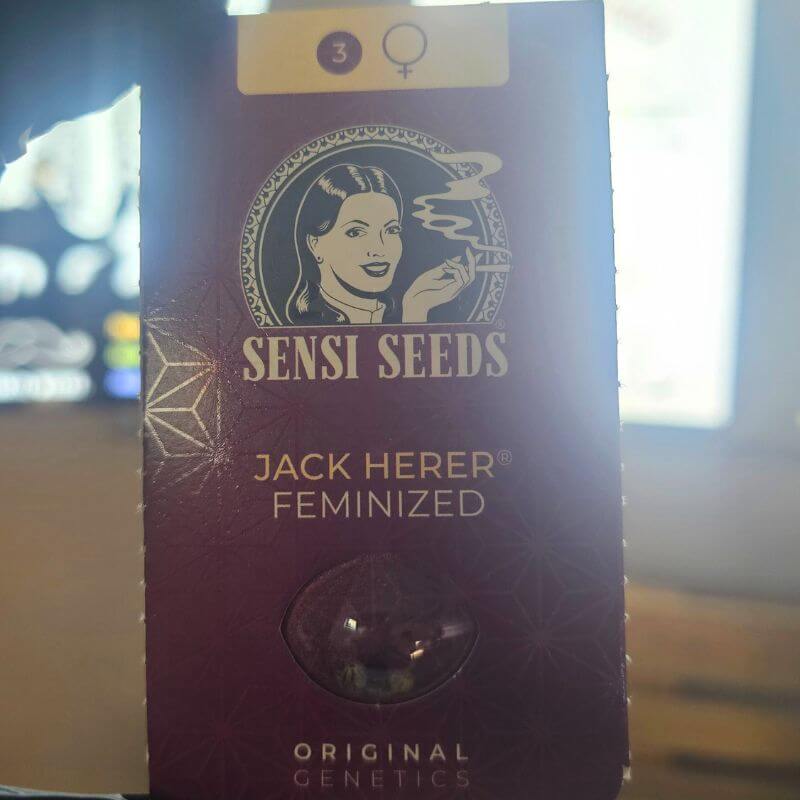 3
SENSI SEEDS®
JACK HERER®
FEMINIZED
ORIGINAL
GENETICS